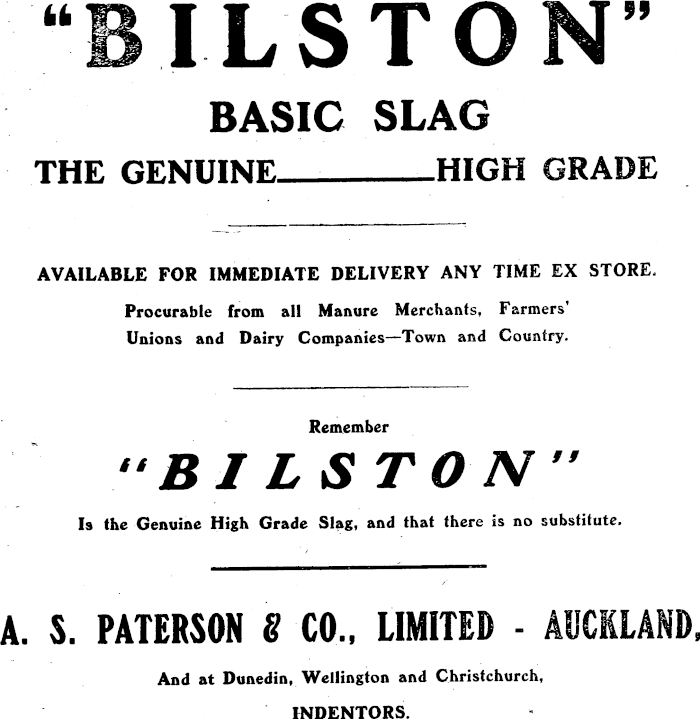 “BILSTON”
BASIC SLAG
THE GENUINE______HIGH GRADE
AVAILABLE FOR IMMEDIATE DELIVERY ANY TIME EX STORE.
Procurable from all Manure Merchants, Farmers'
Unions and Dairy Companies—Town and Country.
Remember
“BILSTON”
Is the Genuine High Grade Slag, and that there is no substitute.
A. S. PATERSON & CO., LIMITED - AUCKLAND,
And at Dunedin, Wellington and Christchurch,
INDENTORS.